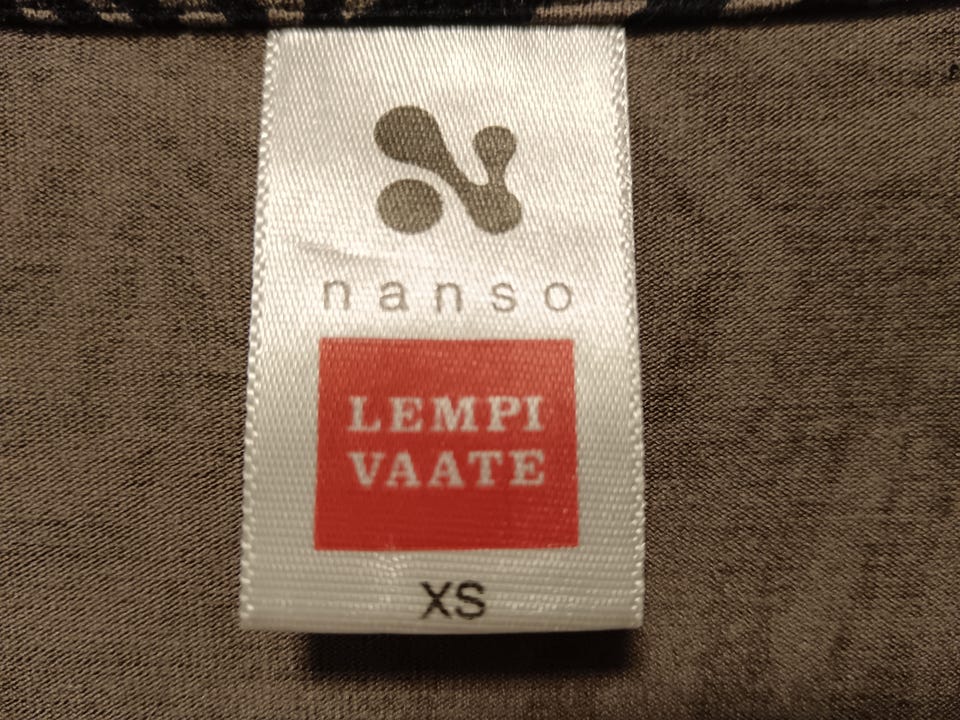 nanso
LEMPI
VAATE
XS